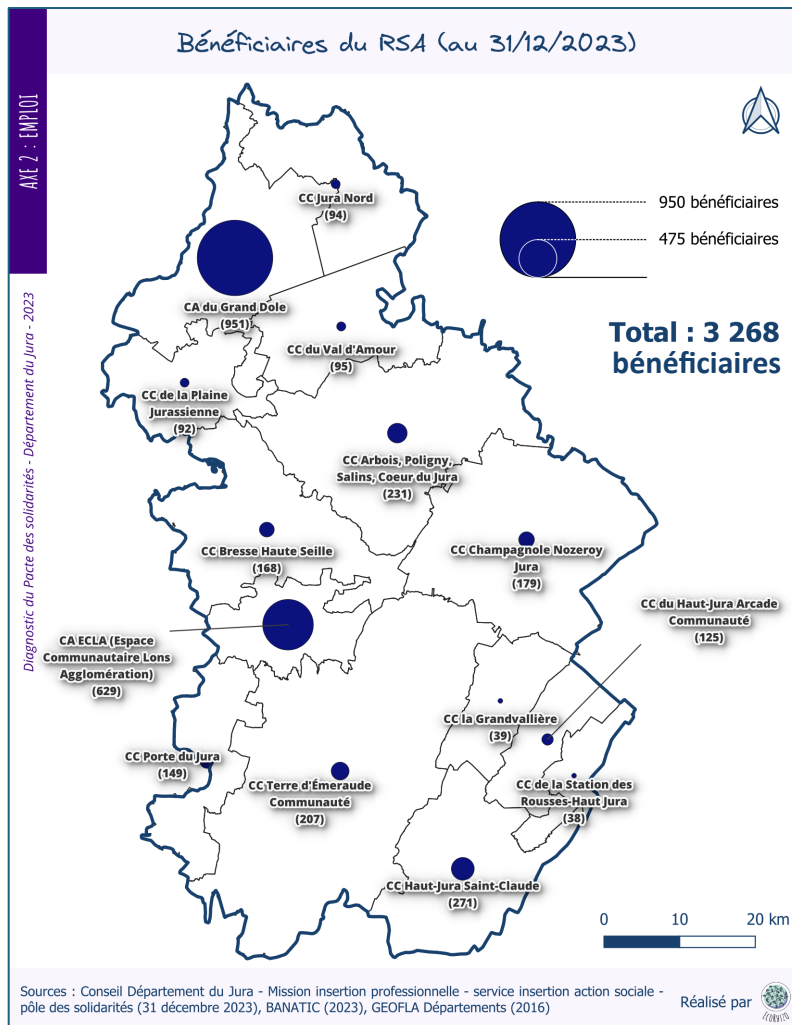 Bénéficiaires du RSA (au 31/12/2023)
AXE 2 : EMPLOI
Diagnostic du Pacte des solidarités - Département du Jura - 2023
950 bénéficiaires
475 bénéficiaires
Total : 3 268
bénéficiaires
CC Jura Nord
(94)
CA du Grand Dole
(951)
CC du Val d'Amour
(95)
CC de la Plaine
Jurassienne
(92)
CC Arbois, Poligny,
Salins, Coeur du Jura
(231)
CC Bresse Haute Seille
(168)
CC Champagnole Nozeroy
Jura
(179)
CC du Haut-Jura Arcade
Communauté
(125)
CA ECLA (Espace
Communautaire Lons
Agglomération)
(629)
CC la Grandvallière
(39)
CC Porte du Jura
(149)
CC Terre d'Émeraude
Communauté
(207)
CC de la Station des
Rousses-Haut Jura
(38)
CC Haut-Jura Saint-Claude
(271)
0 10 20 km
Sources : Conseil Département du Jura - Mission insertion professionnelle - service insertion action sociale -
pôle des solidarités (31 décembre 2023), BANATIC (2023), GEOFLA Départements (2016)
Réalisé par